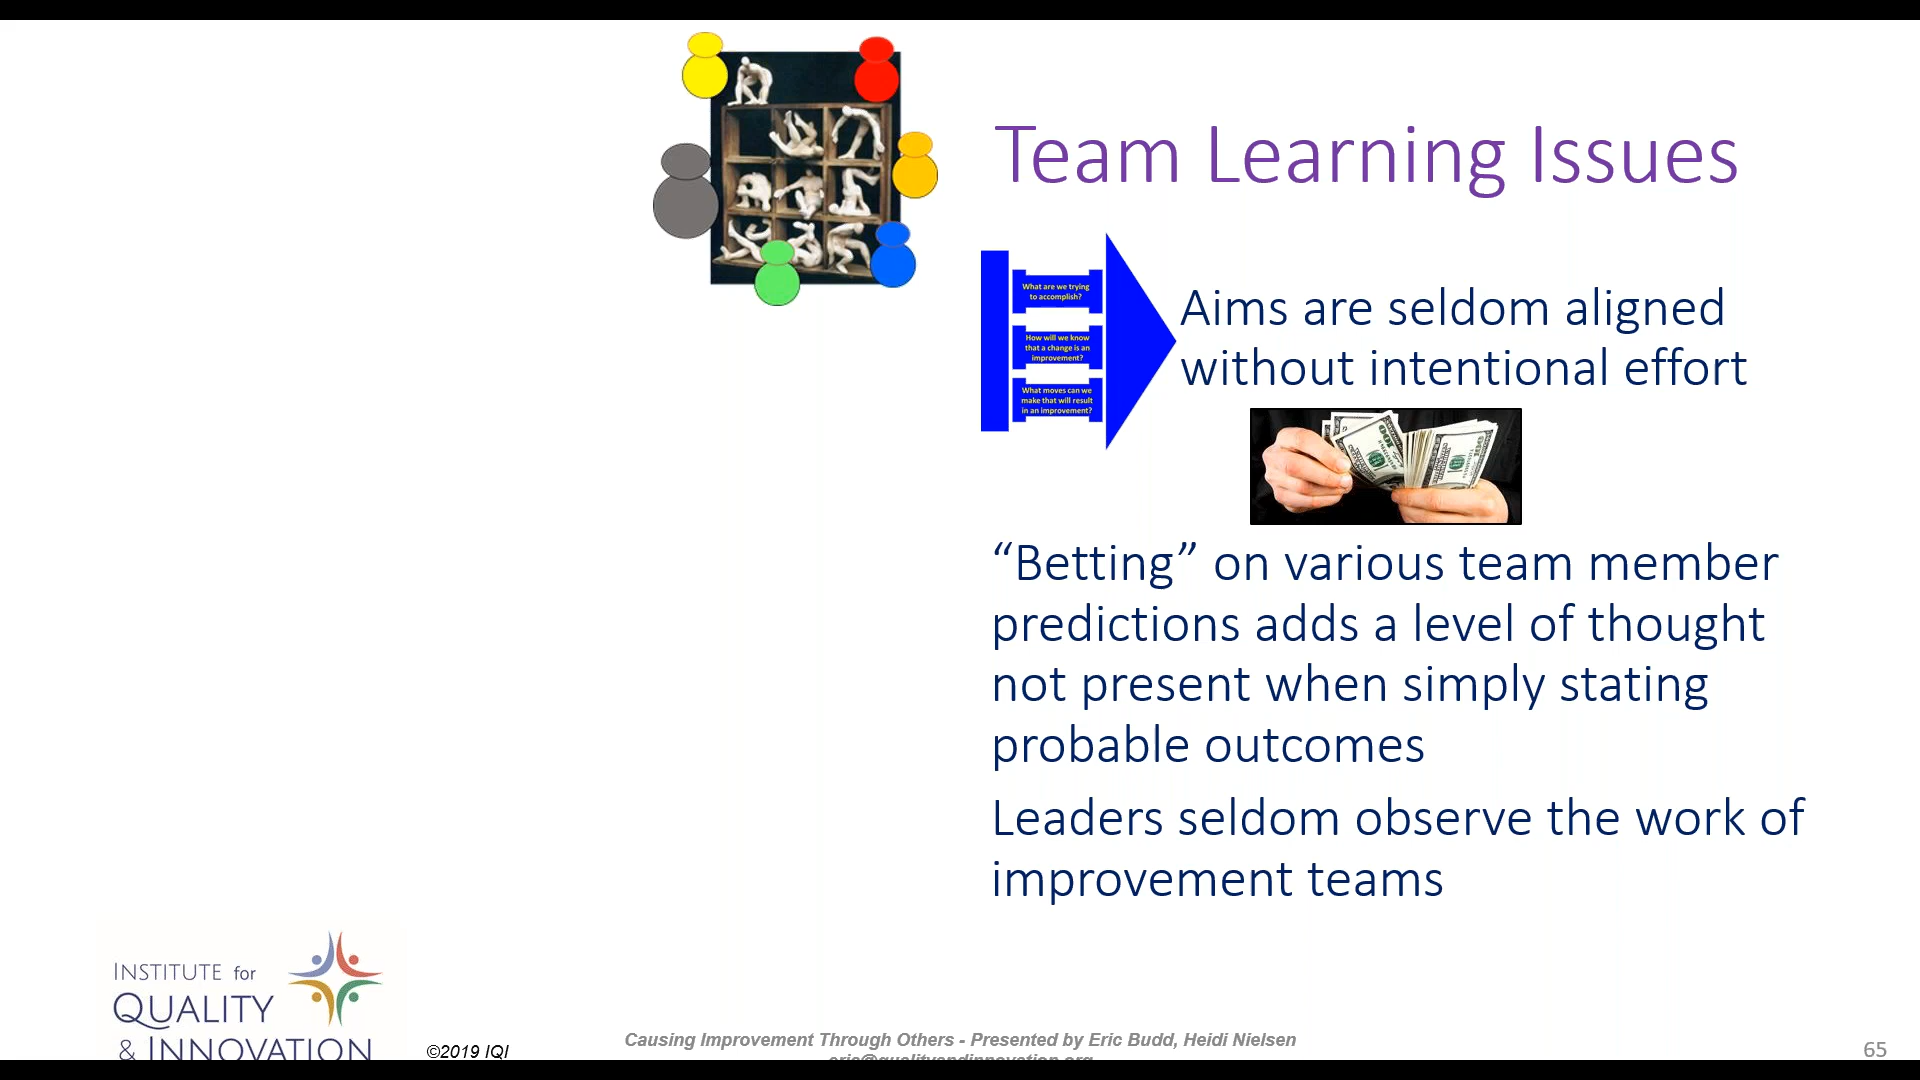 Team Learning Issues
What are we trying
to accomplish?
How will we know
that a change is an
improvement?
What moves can we
make that will result
in an improvement?
Aims are seldom aligned
without intentional effort
100
“Betting” on various team member
predictions adds a level of thought
not present when simply stating
probable outcomes
Leaders seldom observe the work of
improvement teams
INSTITUTE for
QUALITY
& INNOVATION
©2019 IQI
Causing Improvement Through Others - Presented by Eric Budd, Heidi Nielsen
eric@qualityandinnovation.org
65